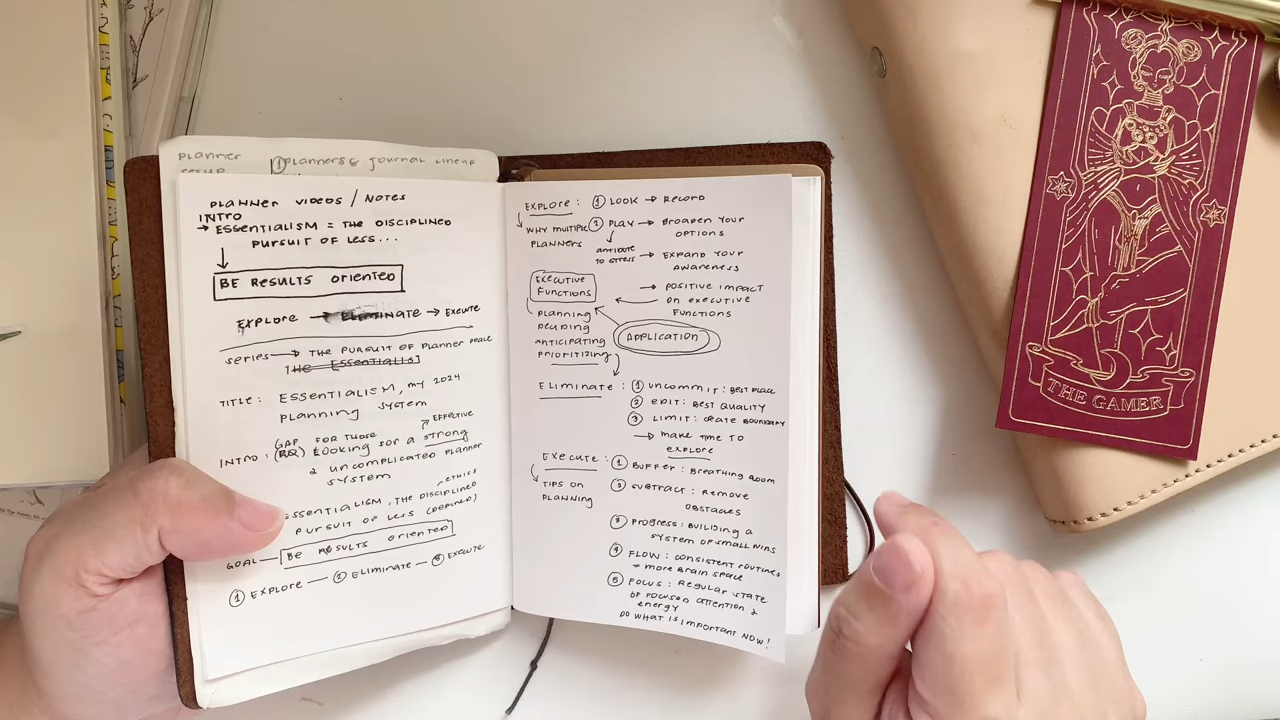 Planner ① Planners & Journal Lineup
setup
PLANNER VIDEOS / NOTES
INTRO
→ ESSENTIALISM = THE DISCIPLINED
PURSUIT OF LESS...
BE RESULTS ORIENTED
EXPLORE → ELIMINATE → EXECUTE
SERIES → THE PURSUIT OF PLANNER PEACE
THE ESSENTIALIST
TITLE: ESSENTIALISM, MY 2024
PLANNING SYSTEM
EFFECTIVE
GAP FOR THOSE
INTRO: LOOKING FOR A STRONG
& UNCOMPLICATED PLANNER
SYSTEM
ETHICS
ESSENTIALISM, THE DISCIPLINED
PURSUIT OF LESS (DEFINED)
GOAL — BE RESULTS ORIENTED
① EXPLORE — ② ELIMINATE — ③ EXECUTE
EXPLORE: ① LOOK → RECORD
WHY MULTIPLE PLANNERS
② PLAY → BROADEN YOUR
OPTIONS
ANTIDOTE
TO STRESS → EXPAND YOUR
AWARENESS
→ POSITIVE IMPACT
ON EXECUTIVE
FUNCTIONS
EXECUTIVE
FUNCTIONS
PLANNING
DECIDING
ANTICIPATING
PRIORITIZING
APPLICATION
ELIMINATE: ① UNCOMMIT: BEST PLACE
② EDIT: BEST QUALITY
③ LIMIT: CREATE BOUNDARY
→ MAKE TIME TO
EXPLORE
EXECUTE: ① BUFFER: BREATHING ROOM
TIPS ON
PLANNING
② SUBTRACT: REMOVE
OBSTACLES
③ PROGRESS: BUILDING A
SYSTEM OF SMALL WINS
④ FLOW: CONSISTENT ROUTINES
= MORE BRAIN SPACE
⑤ FOCUS: REGULAR STATE
OF FOCUSED ATTENTION &
ENERGY
DO WHAT IS IMPORTANT NOW!
THE GAMER